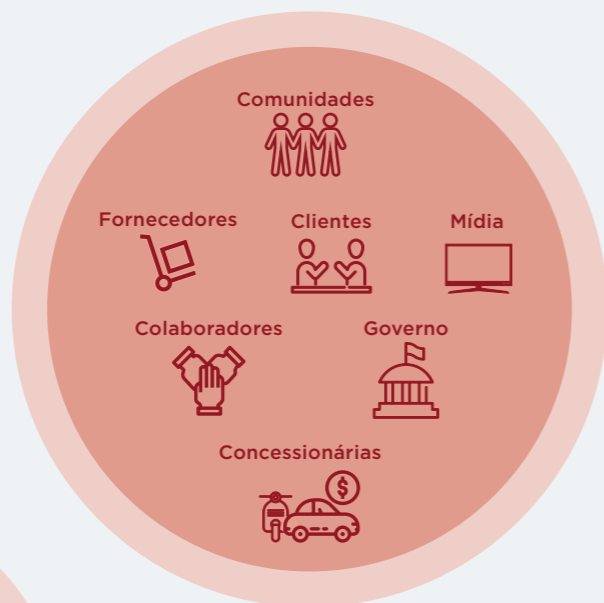 Comunidades
Fornecedores
Clientes
Mídia
Colaboradores
Governo
Concessionárias
$